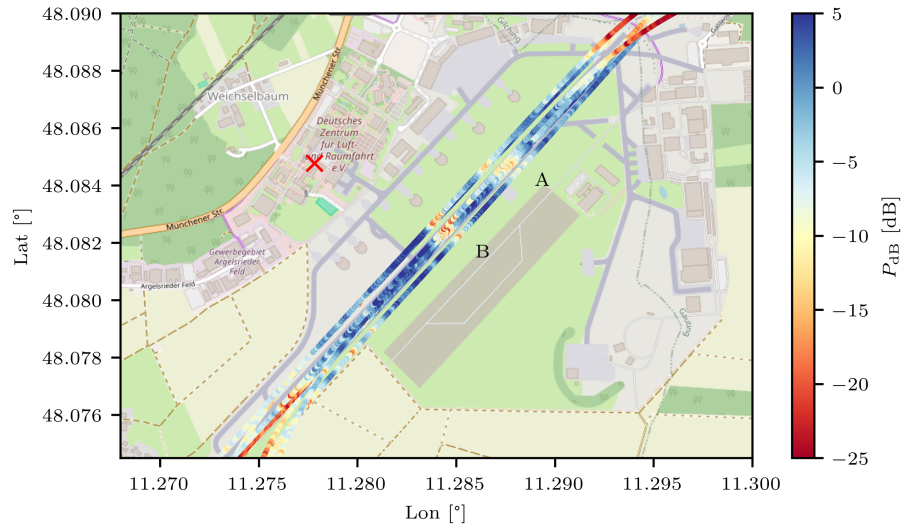 48.090
48.088
48.086
48.084
48.082
48.080
48.078
48.076
Lat [°]
11.270
11.275
11.280
11.285
11.290
11.295
11.300
Lon [°]
5
0
−5
−10
−15
−20
−25
P_dB [dB]
Weichselbaum
Münchener Str.
Münchener Str.
Deutsches
Zentrum
für Luft-
und Raumfahrt
e.V.
Gewerbegebiet
Argelsrieder
Feld
Argelsrieder Feld
Gilching
Gauting
A
B